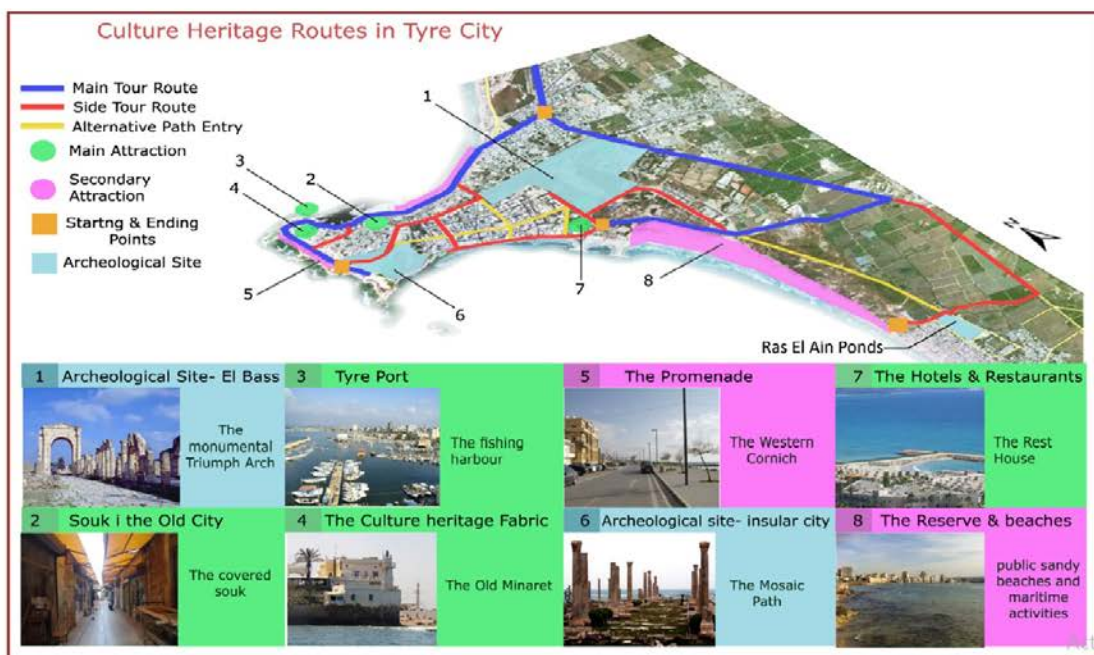 Culture Heritage Routes in Tyre City
Main Tour Route
Side Tour Route
Alternative Path Entry
Main Attraction
Secondary
Attraction
Startng & Ending
Points
Archeological Site
1
2
3
4
5
6
7
8
N
Ras El Ain Ponds
1 Archeological Site- El Bass
The
monumental
Triumph Arch
3 Tyre Port
The fishing
harbour
5 The Promenade
The Western
Cornich
7 The Hotels & Restaurants
The Rest
House
2 Souk i the Old City
The covered
souk
4 The Culture heritage Fabric
The Old Minaret
6 Archeological site- insular city
The Mosaic
Path
8 The Reserve & beaches
public sandy
beaches and
maritime
activities
Act